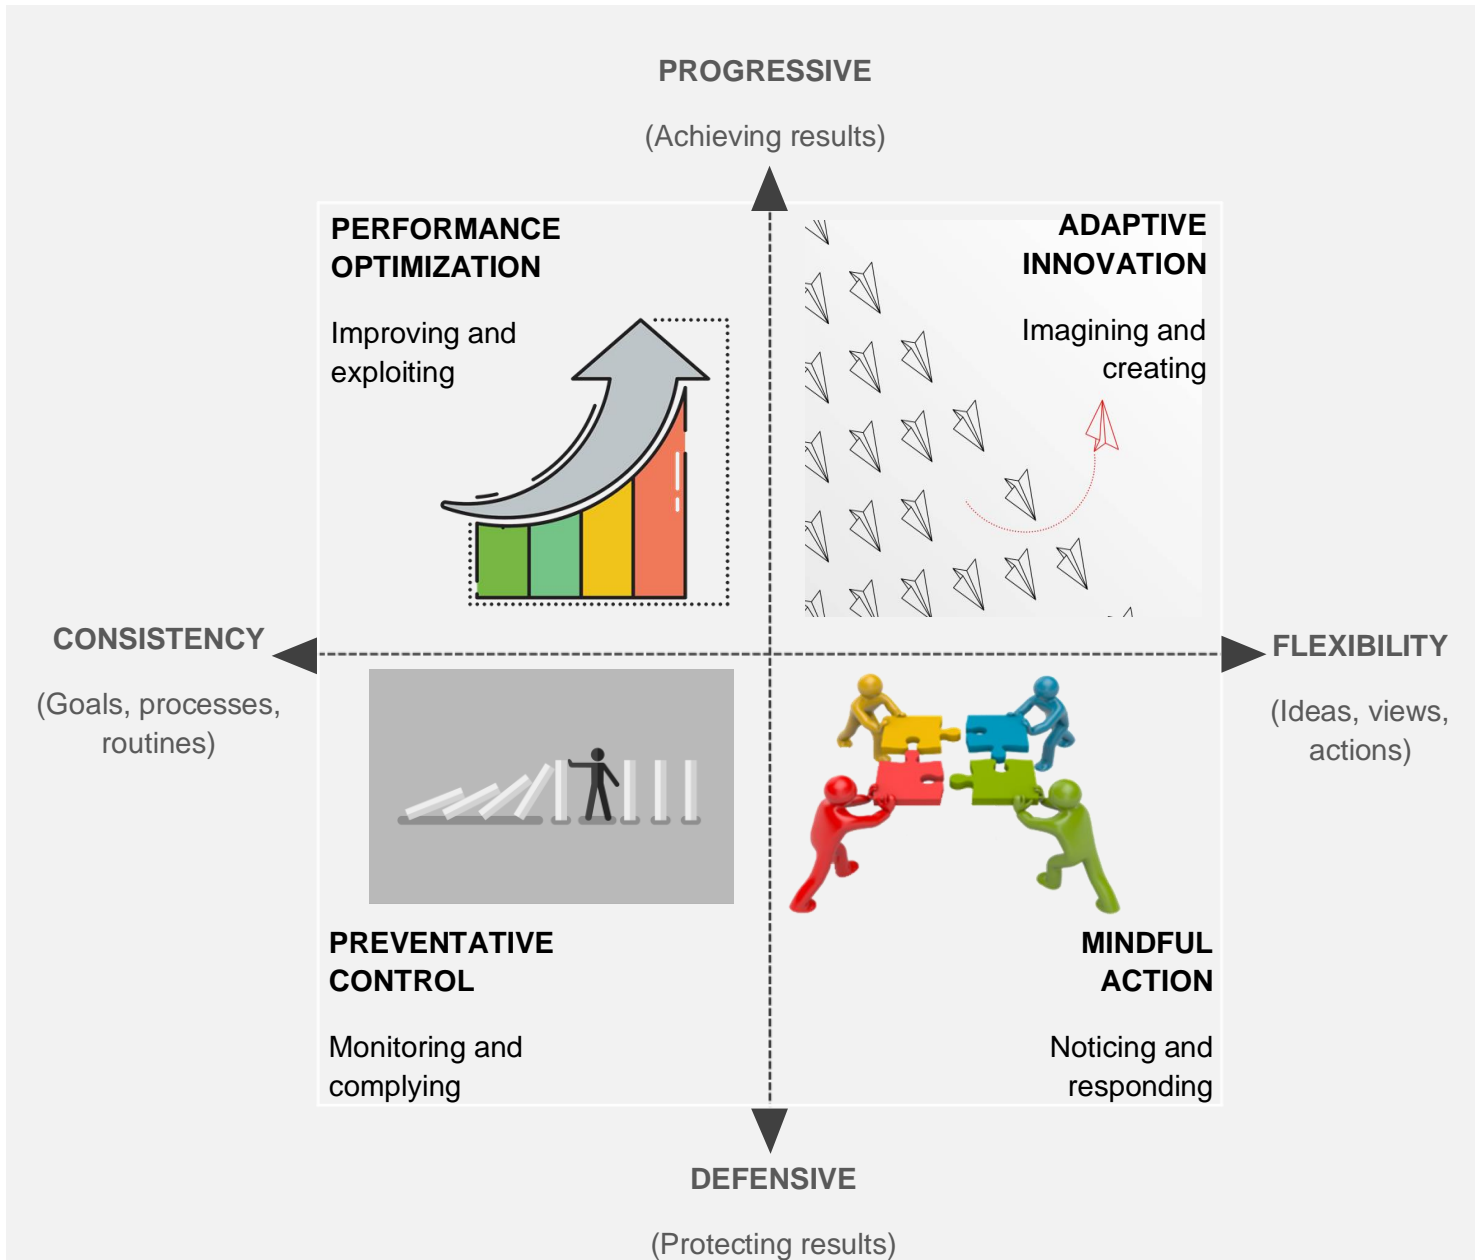 PROGRESSIVE
(Achieving results)
PERFORMANCE
OPTIMIZATION
Improving and
exploiting
ADAPTIVE
INNOVATION
Imagining and
creating
CONSISTENCY
(Goals, processes,
routines)
FLEXIBILITY
(Ideas, views,
actions)
PREVENTATIVE
CONTROL
Monitoring and
complying
MINDFUL
ACTION
Noticing and
responding
DEFENSIVE
(Protecting results)